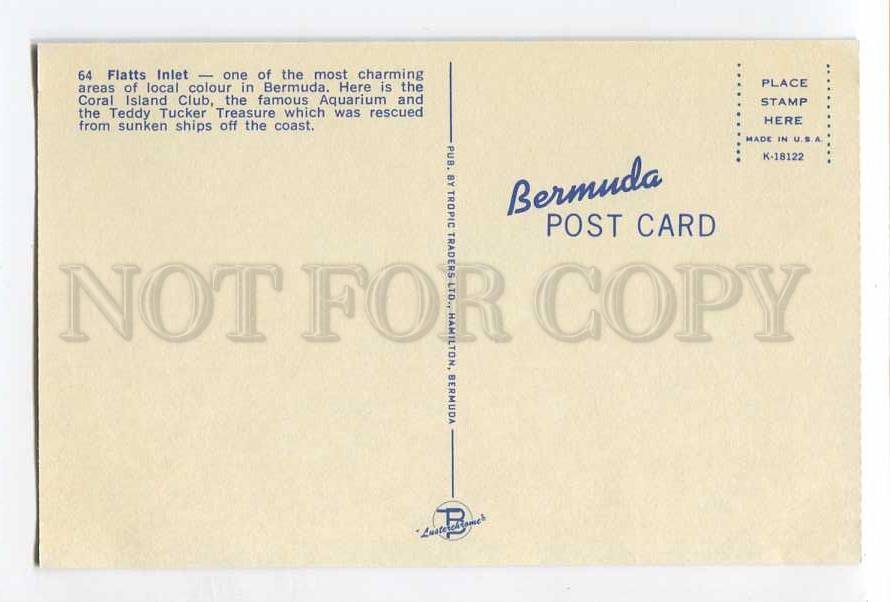 64 Flatts Inlet — one of the most charming
areas of local colour in Bermuda. Here is the
Coral Island Club, the famous Aquarium and
the Teddy Tucker Treasure which was rescued
from sunken ships off the coast.
PUB. BY TROPIC TRADERS LTD., HAMILTON, BERMUDA
"Lusterchrome"
PLACE
STAMP
HERE
MADE IN U.S.A.
K-18122
Bermuda
POST CARD
NOT FOR COPY